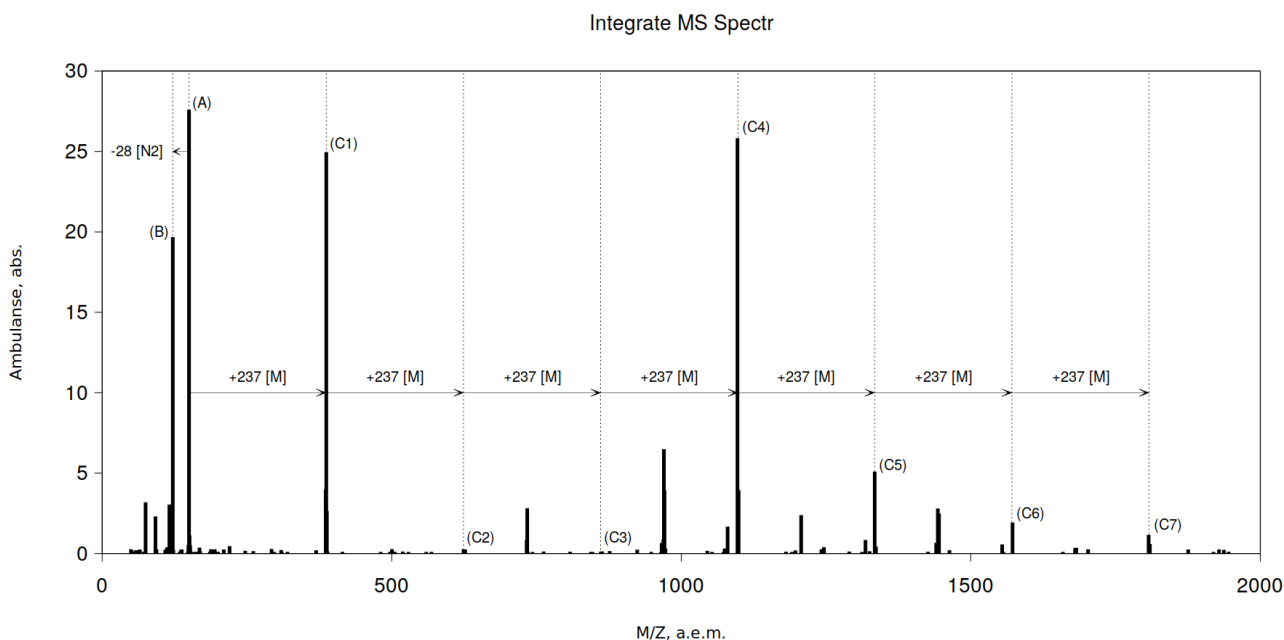 Integrate MS Spectr
30
25
20
15
10
5
0
Ambulanse, abs.
(A)
-28 [N2]
(B)
(C1)
(C4)
+237 [M]
+237 [M]
+237 [M]
+237 [M]
+237 [M]
+237 [M]
+237 [M]
(C2)
(C3)
(C5)
(C6)
(C7)
0
500
1000
1500
2000
M/Z, a.e.m.